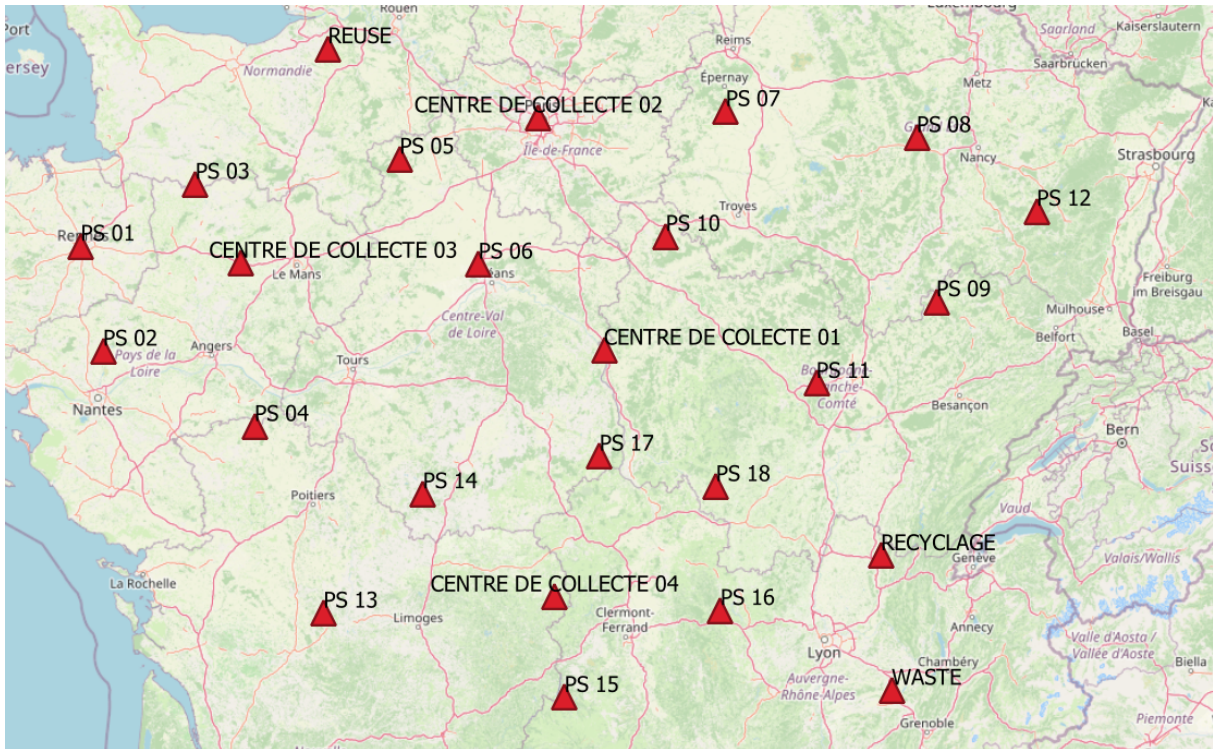 Port
Rouen
Luxembourg
Kaiserslautern
REUSE
Reims
Saarland
ersey
Normandie
Metz
Saarbrücken
Épernay
CENTRE DE COLLECTE 02
PS 07
PS 08
PS 05
Île-de-France
Nancy
Strasbourg
PS 03
PS 12
Troyes
PS 01
Rennes
PS 10
CENTRE DE COLLECTE 03
PS 06
Le Mans
Freiburg
im Breisgau
PS 09
Mulhouse
Centre-Val
de Loire
PS 02
Pays de la
Loire
Angers
CENTRE DE COLECTE 01
Belfort
Basel
Tours
PS 11
Comté
Nantes
PS 04
Besançon
Bern
PS 17
Suisse
PS 14
PS 18
Poitiers
Vaud
RECYCLAGE
Genève
Valais/Wallis
La Rochelle
CENTRE DE COLLECTE 04
PS 13
PS 16
Limoges
Clermont-
Ferrand
Annecy
Lyon
Valle d'Aosta /
Vallée d'Aoste
Chambéry
Biella
PS 15
WASTE
Auvergne-
Rhône-Alpes
Grenoble
Piemonte